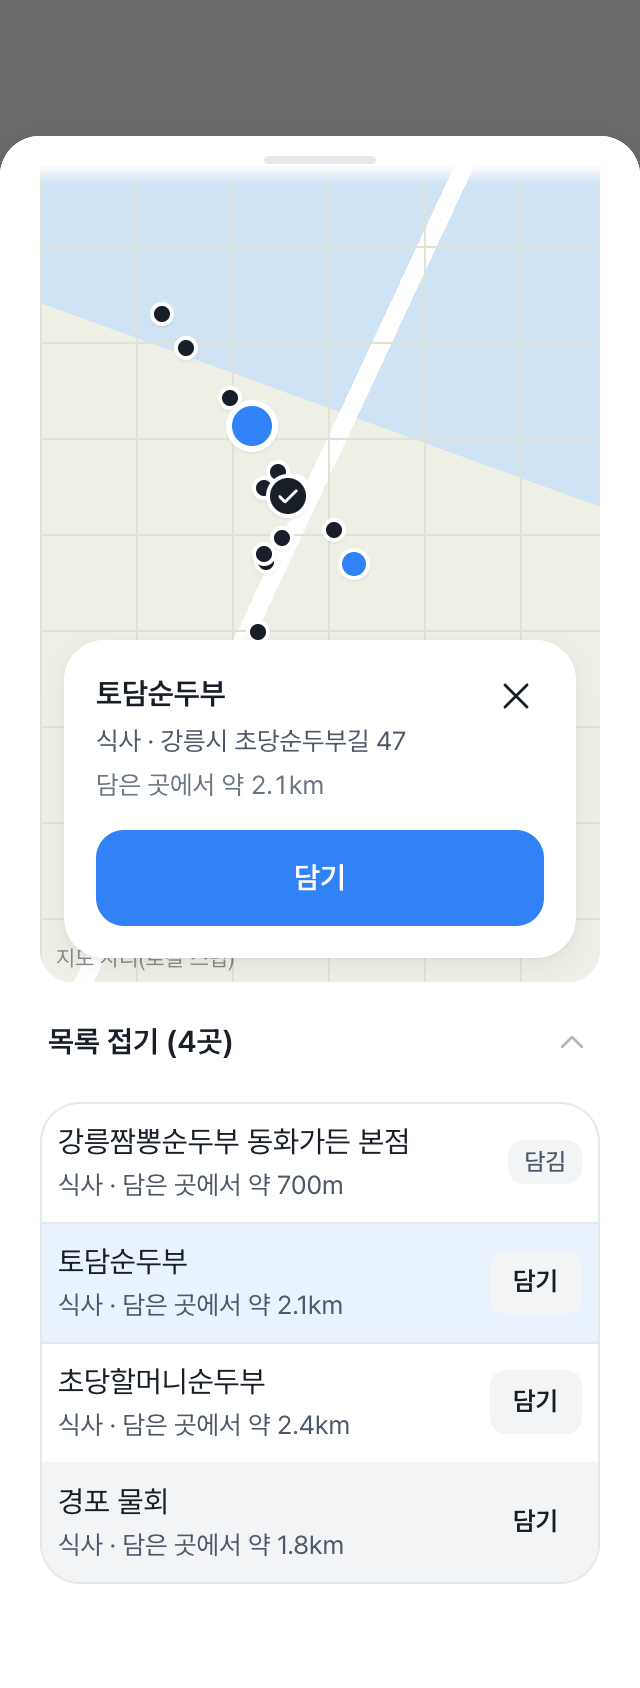 토담순두부
식사 · 강릉시 초당순두부길 47
담은 곳에서 약 2.1km
담기
지도
목록 접기 (4곳)
강릉짬뽕순두부 동화가든 본점
담김
식사 · 담은 곳에서 약 700m
토담순두부
담기
식사 · 담은 곳에서 약 2.1km
초당할머니순두부
담기
식사 · 담은 곳에서 약 2.4km
경포 물회
담기
식사 · 담은 곳에서 약 1.8km